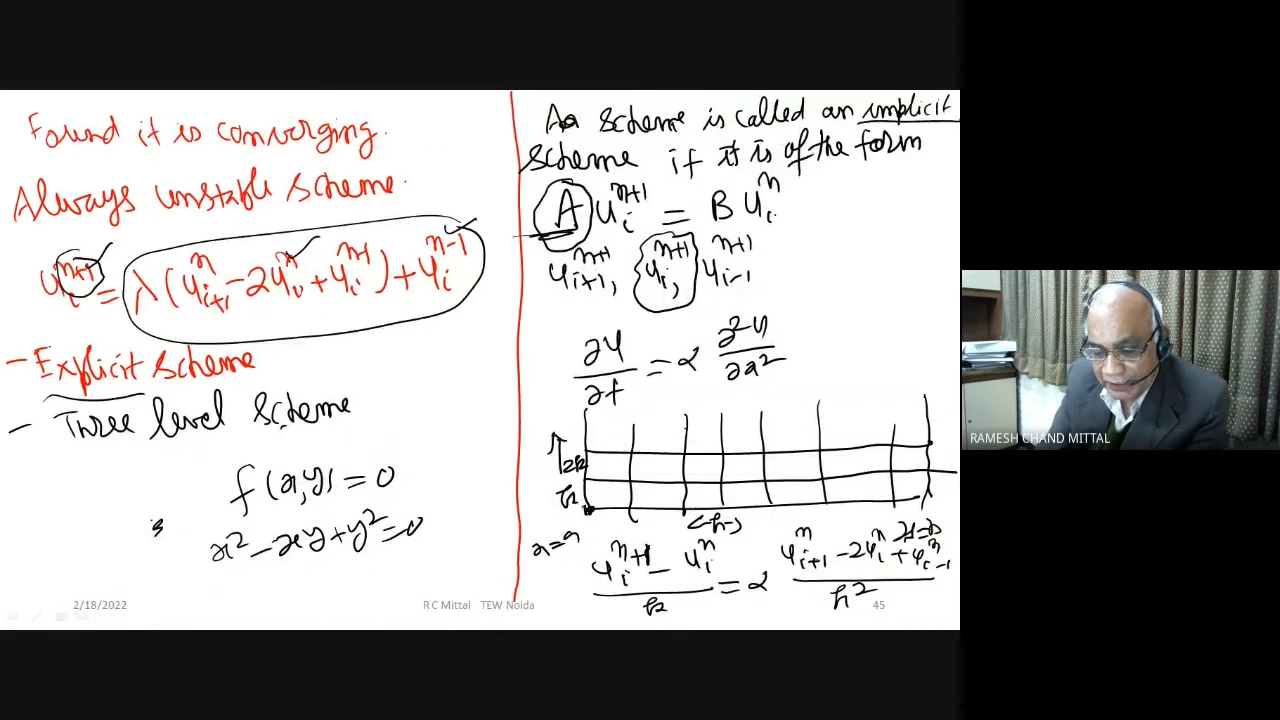 Found it is converging.
Always unstable scheme.
u_i^{n+1} = λ(u_{i+1}^n - 2u_i^n + u_i^{n-1}) + u_i^{n-1}
- Explicit scheme
- Three level scheme
f(x,y) = 0
x² - xy + y² = 0
A scheme is called an implicit
scheme if it is of the form
A u_i^{n+1} = B u_i^n
u_{i+1}^{n+1}, u_i^{n+1}, u_{i-1}^{n+1}
∂u/∂t = α ∂²u/∂x²
2k
k
<-h->
x=a
x=b
(u_i^{n+1} - u_i^n)/k = α (u_{i+1}^n - 2u_i^n + u_{i-1}^n)/h²
2/18/2022
R C Mittal TEW Noida
45
RAMESH CHAND MITTAL